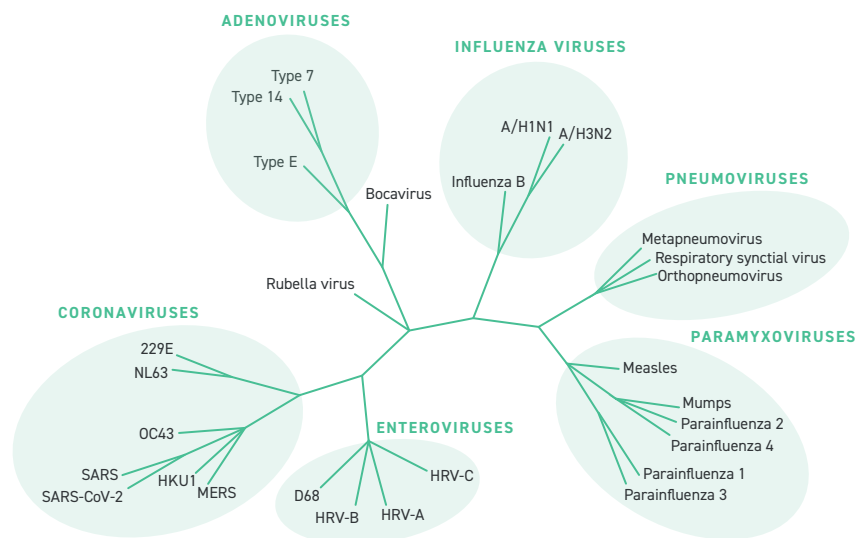 ADENOVIRUSES
Type 7
Type 14
Type E
Bocavirus
Rubella virus
INFLUENZA VIRUSES
A/H1N1
A/H3N2
Influenza B
PNEUMOVIRUSES
Metapneumovirus
Respiratory synctial virus
Orthopneumovirus
PARAMYXOVIRUSES
Measles
Mumps
Parainfluenza 2
Parainfluenza 4
Parainfluenza 1
Parainfluenza 3
CORONAVIRUSES
229E
NL63
OC43
SARS
SARS-CoV-2
HKU1
MERS
ENTEROVIRUSES
D68
HRV-B
HRV-A
HRV-C